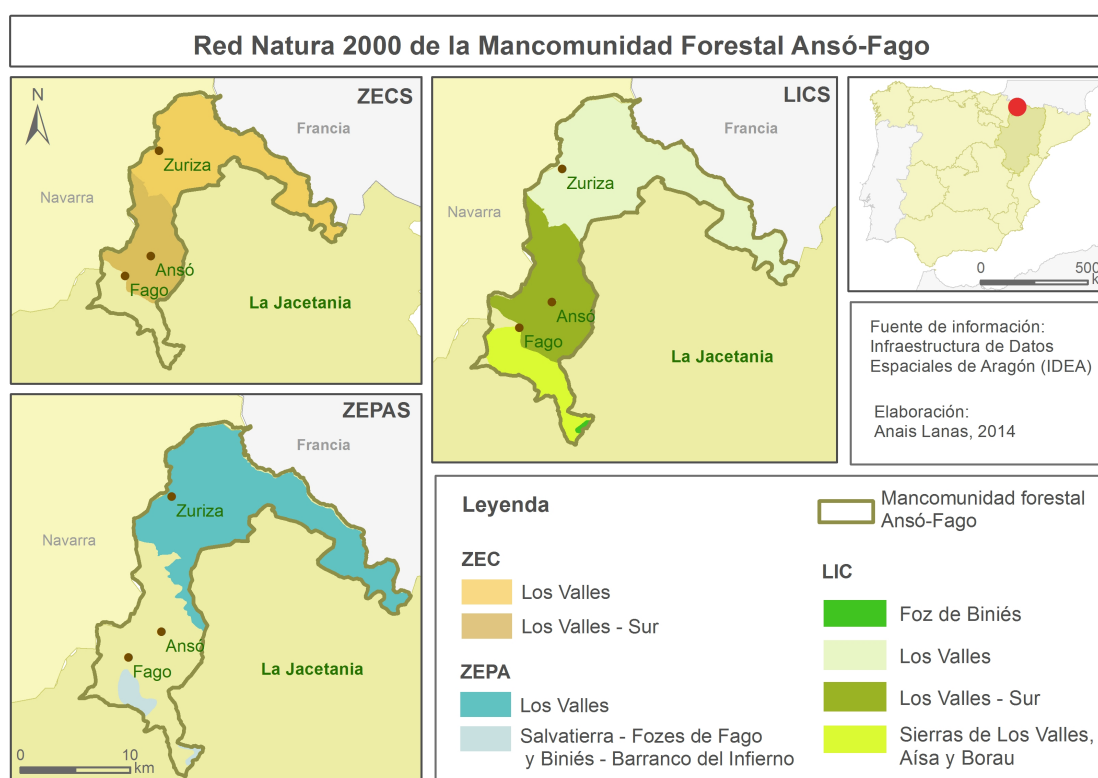 Red Natura 2000 de la Mancomunidad Forestal Ansó-Fago
ZECS
N
Francia
Zuriza
Navarra
Ansó
Fago
La Jacetania
LICS
Francia
Zuriza
Navarra
Ansó
Fago
La Jacetania
0 500
k
Fuente de información:
Infraestructura de Datos
Espaciales de Aragón (IDEA)
Elaboración:
Anais Lanas, 2014
ZEPAS
Francia
Zuriza
Navarra
Ansó
Fago
La Jacetania
0 10
km
Leyenda
Mancomunidad forestal
Ansó-Fago
ZEC
Los Valles
Los Valles - Sur
ZEPA
Los Valles
Salvatierra - Fozes de Fago
y Biniés - Barranco del Infierno
LIC
Foz de Biniés
Los Valles
Los Valles - Sur
Sierras de Los Valles,
Aísa y Borau